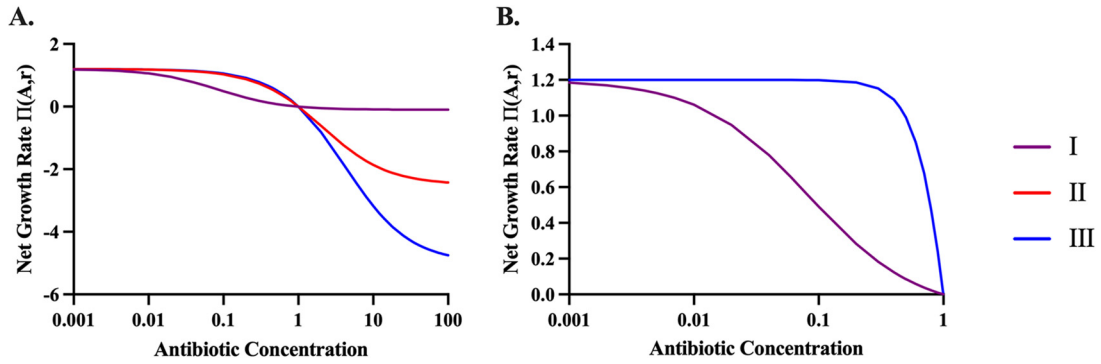 A.
Net Growth Rate Π(A,r)
2
0
-2
-4
-6
0.001 0.01 0.1 1 10 100
Antibiotic Concentration
B.
Net Growth Rate Π(A,r)
1.4
1.2
1.0
0.8
0.6
0.4
0.2
0.0
0.001 0.01 0.1 1
Antibiotic Concentration
I
II
III